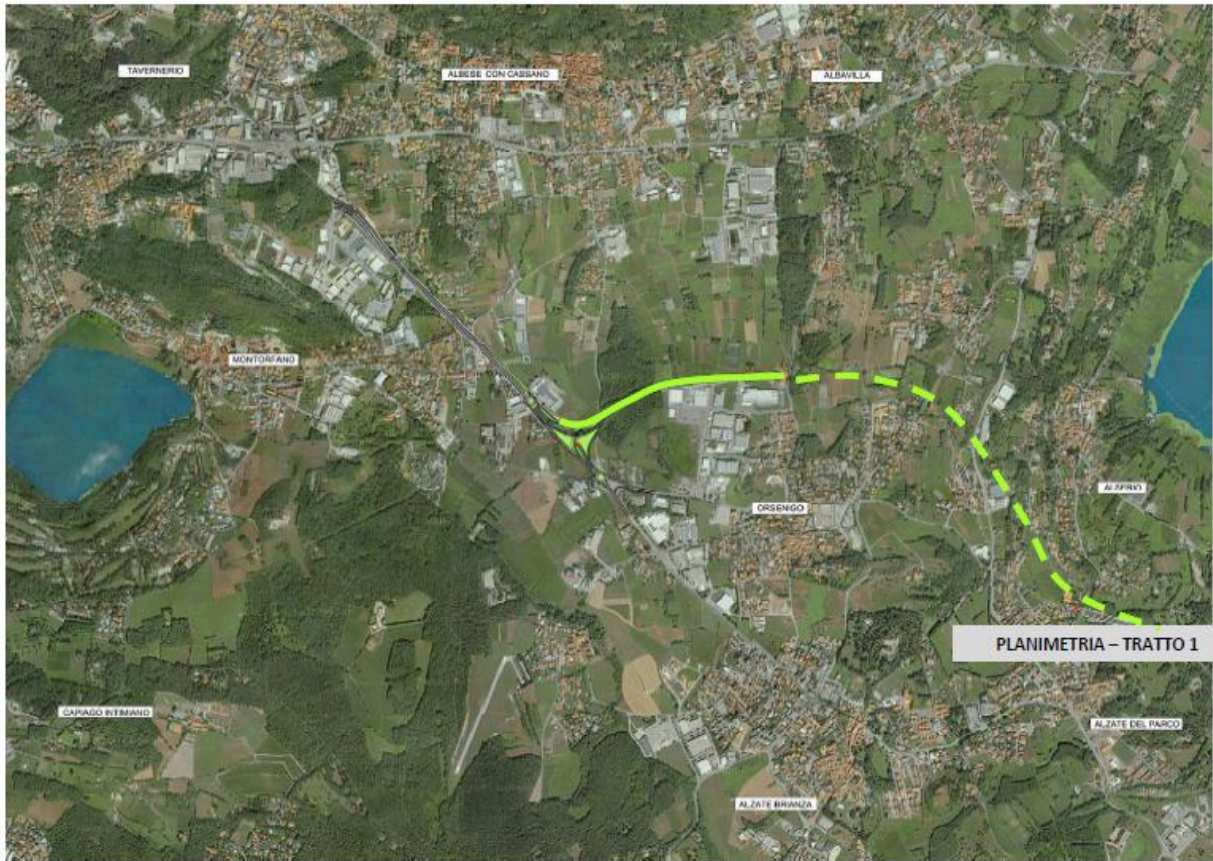 TAVERNERIO
ALBESE CON CASSANO
ALBAVILLA
MONTORFANO
ALSERIO
ORSENIGO
PLANIMETRIA – TRATTO 1
CAPIAGO INTIMIANO
ALZATE DEL PARCO
ALZATE BRIANZA